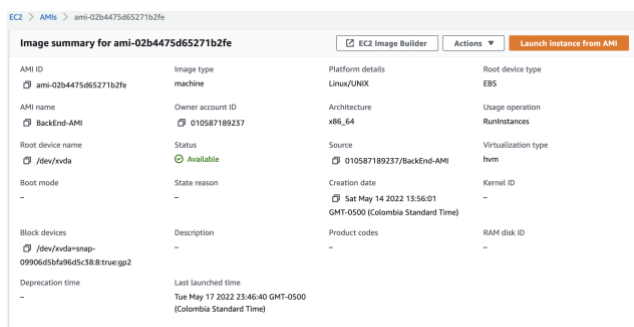 EC2 > AMIs > ami-02b4475d65271b2fe
Image summary for ami-02b4475d65271b2fe
EC2 Image Builder
Actions ▼
Launch instance from AMI
AMI ID
Image type
Platform details
Root device type
ami-02b4475d65271b2fe
machine
Linux/UNIX
EBS
AMI name
Owner account ID
Architecture
Usage operation
BackEnd-AMI
010587189237
x86_64
RunInstances
Root device name
Status
Source
Virtualization type
/dev/xvda
Available
010587189237/BackEnd-AMI
hvm
Boot mode
State reason
Creation date
Kernel ID
–
–
Sat May 14 2022 13:56:01
GMT-0500 (Colombia Standard Time)
–
Block devices
Description
Product codes
RAM disk ID
/dev/xvda=snap-
09906d5bfa96d5c38:8:true:gp2
–
–
–
Deprecation time
Last launched time
–
Tue May 17 2022 23:46:40 GMT-0500
(Colombia Standard Time)